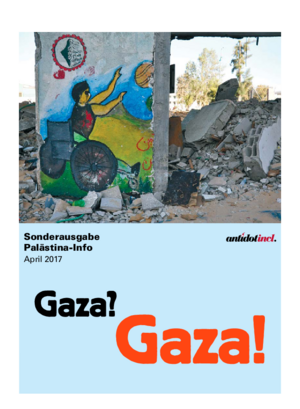 Sonderausgabe
Palästina-Info
April 2017
antidotincl.
Gaza?
Gaza!